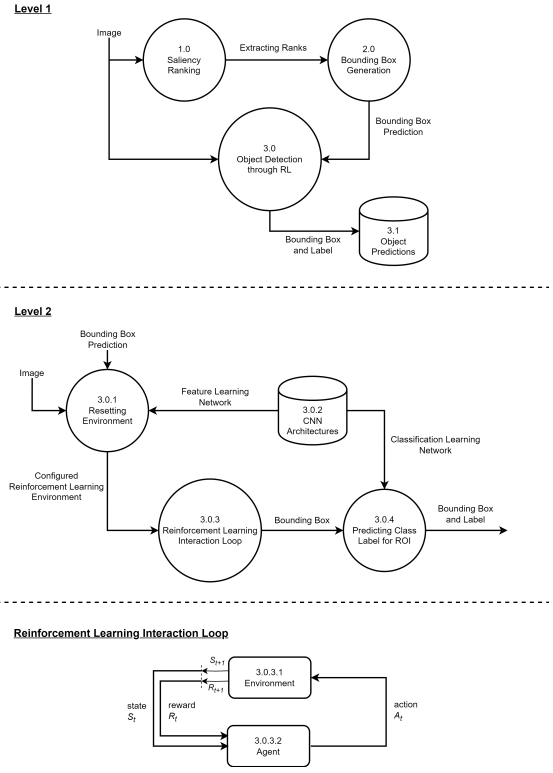 Level 1
Image
1.0
Saliency
Ranking
Extracting Ranks
2.0
Bounding Box
Generation
Bounding Box
Prediction
3.0
Object Detection
through RL
Bounding Box
and Label
3.1
Object
Predictions
Level 2
Bounding Box
Prediction
Image
3.0.1
Resetting
Environment
Feature Learning
Network
3.0.2
CNN
Architectures
Classification Learning
Network
Configured
Reinforcement Learning
Environment
3.0.3
Reinforcement Learning
Interaction Loop
Bounding Box
3.0.4
Predicting Class
Label for ROI
Bounding Box
and Label
Reinforcement Learning Interaction Loop
S_{t+1}
R_{t+1}
3.0.3.1
Environment
state
S_t
reward
R_t
action
A_t
3.0.3.2
Agent